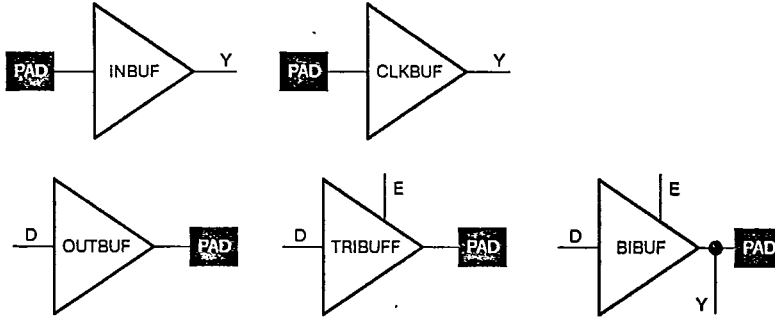 PAD INBUF Y
PAD CLKBUF Y
D OUTBUF PAD
D E TRIBUFF PAD
D E BIBUF PAD Y